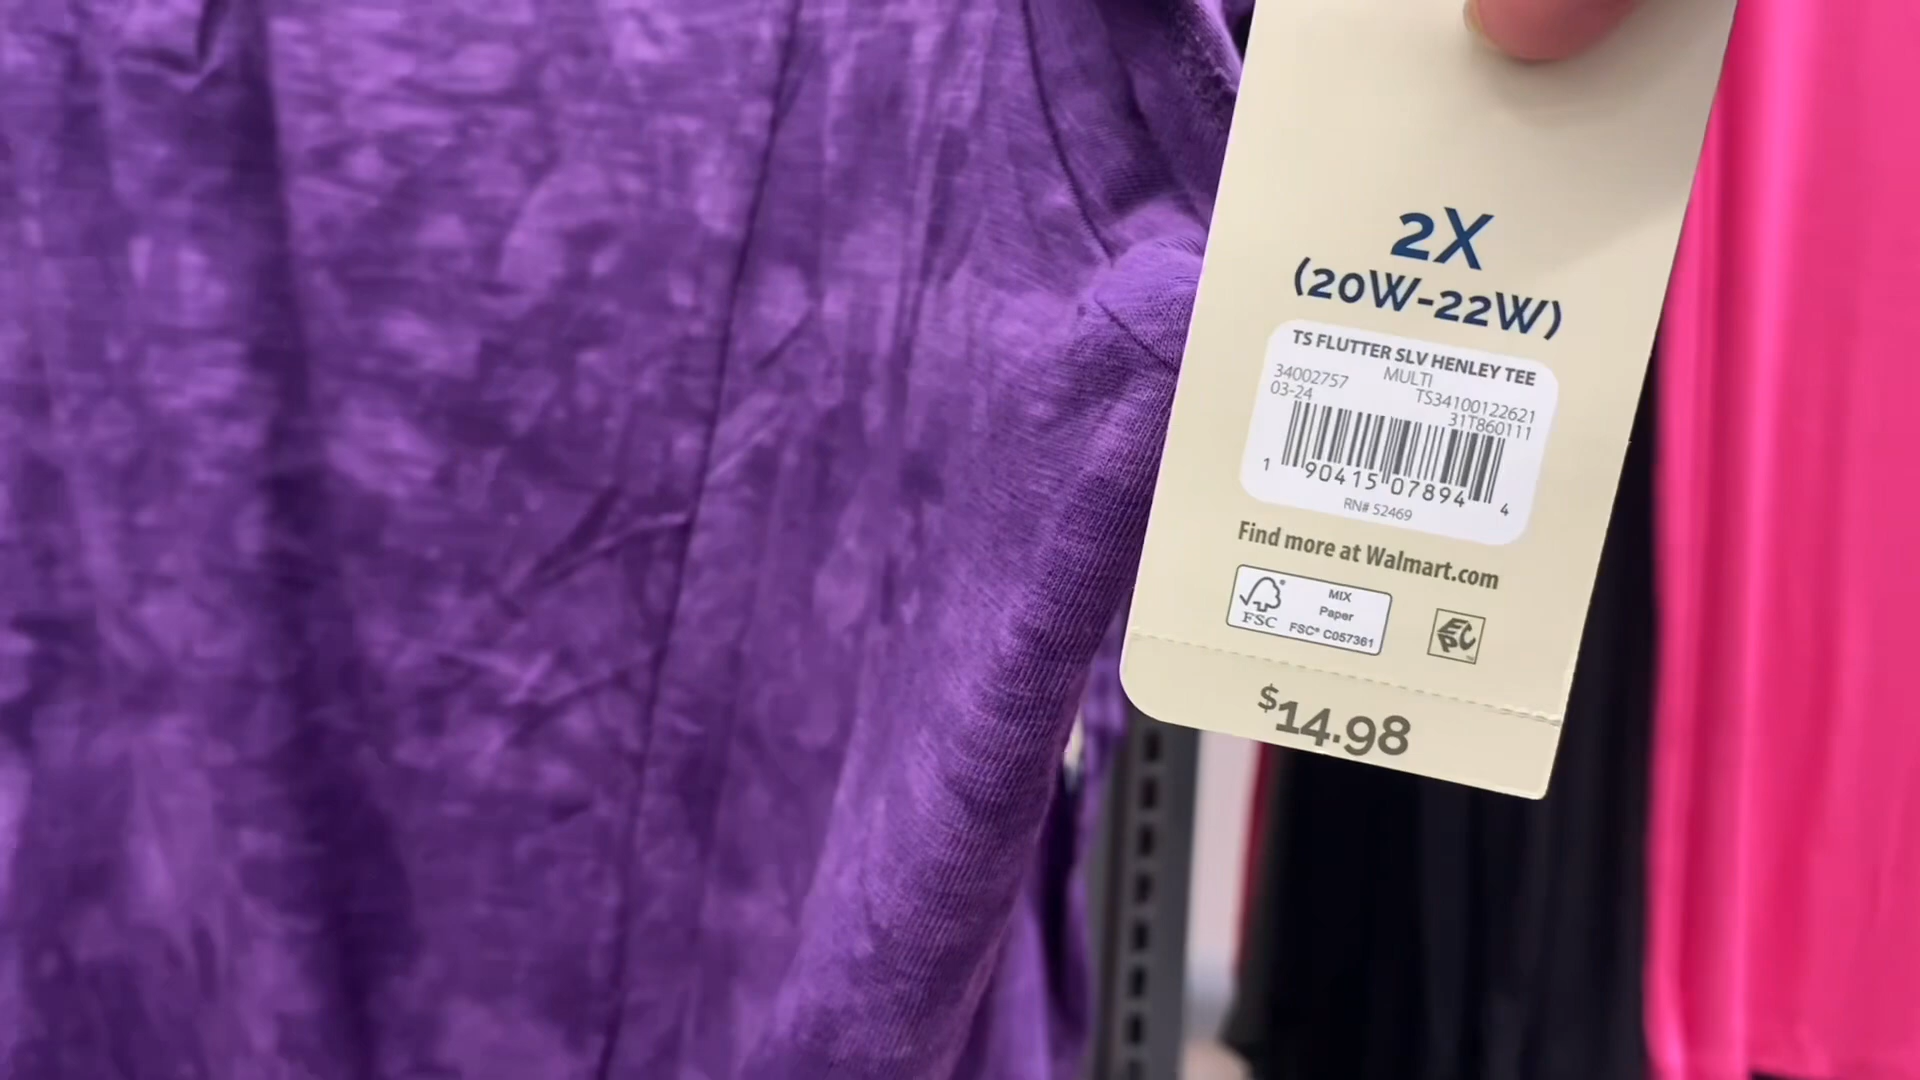 2X
(20W-22W)
TS FLUTTER SLV HENLEY TEE
34002757 MULTI
03-24 TS34100122621
31T860111
1 90415 07894 4
RN# 52469
Find more at Walmart.com
FSC
MIX
Paper
FSC® C057361
EPC
$14.98